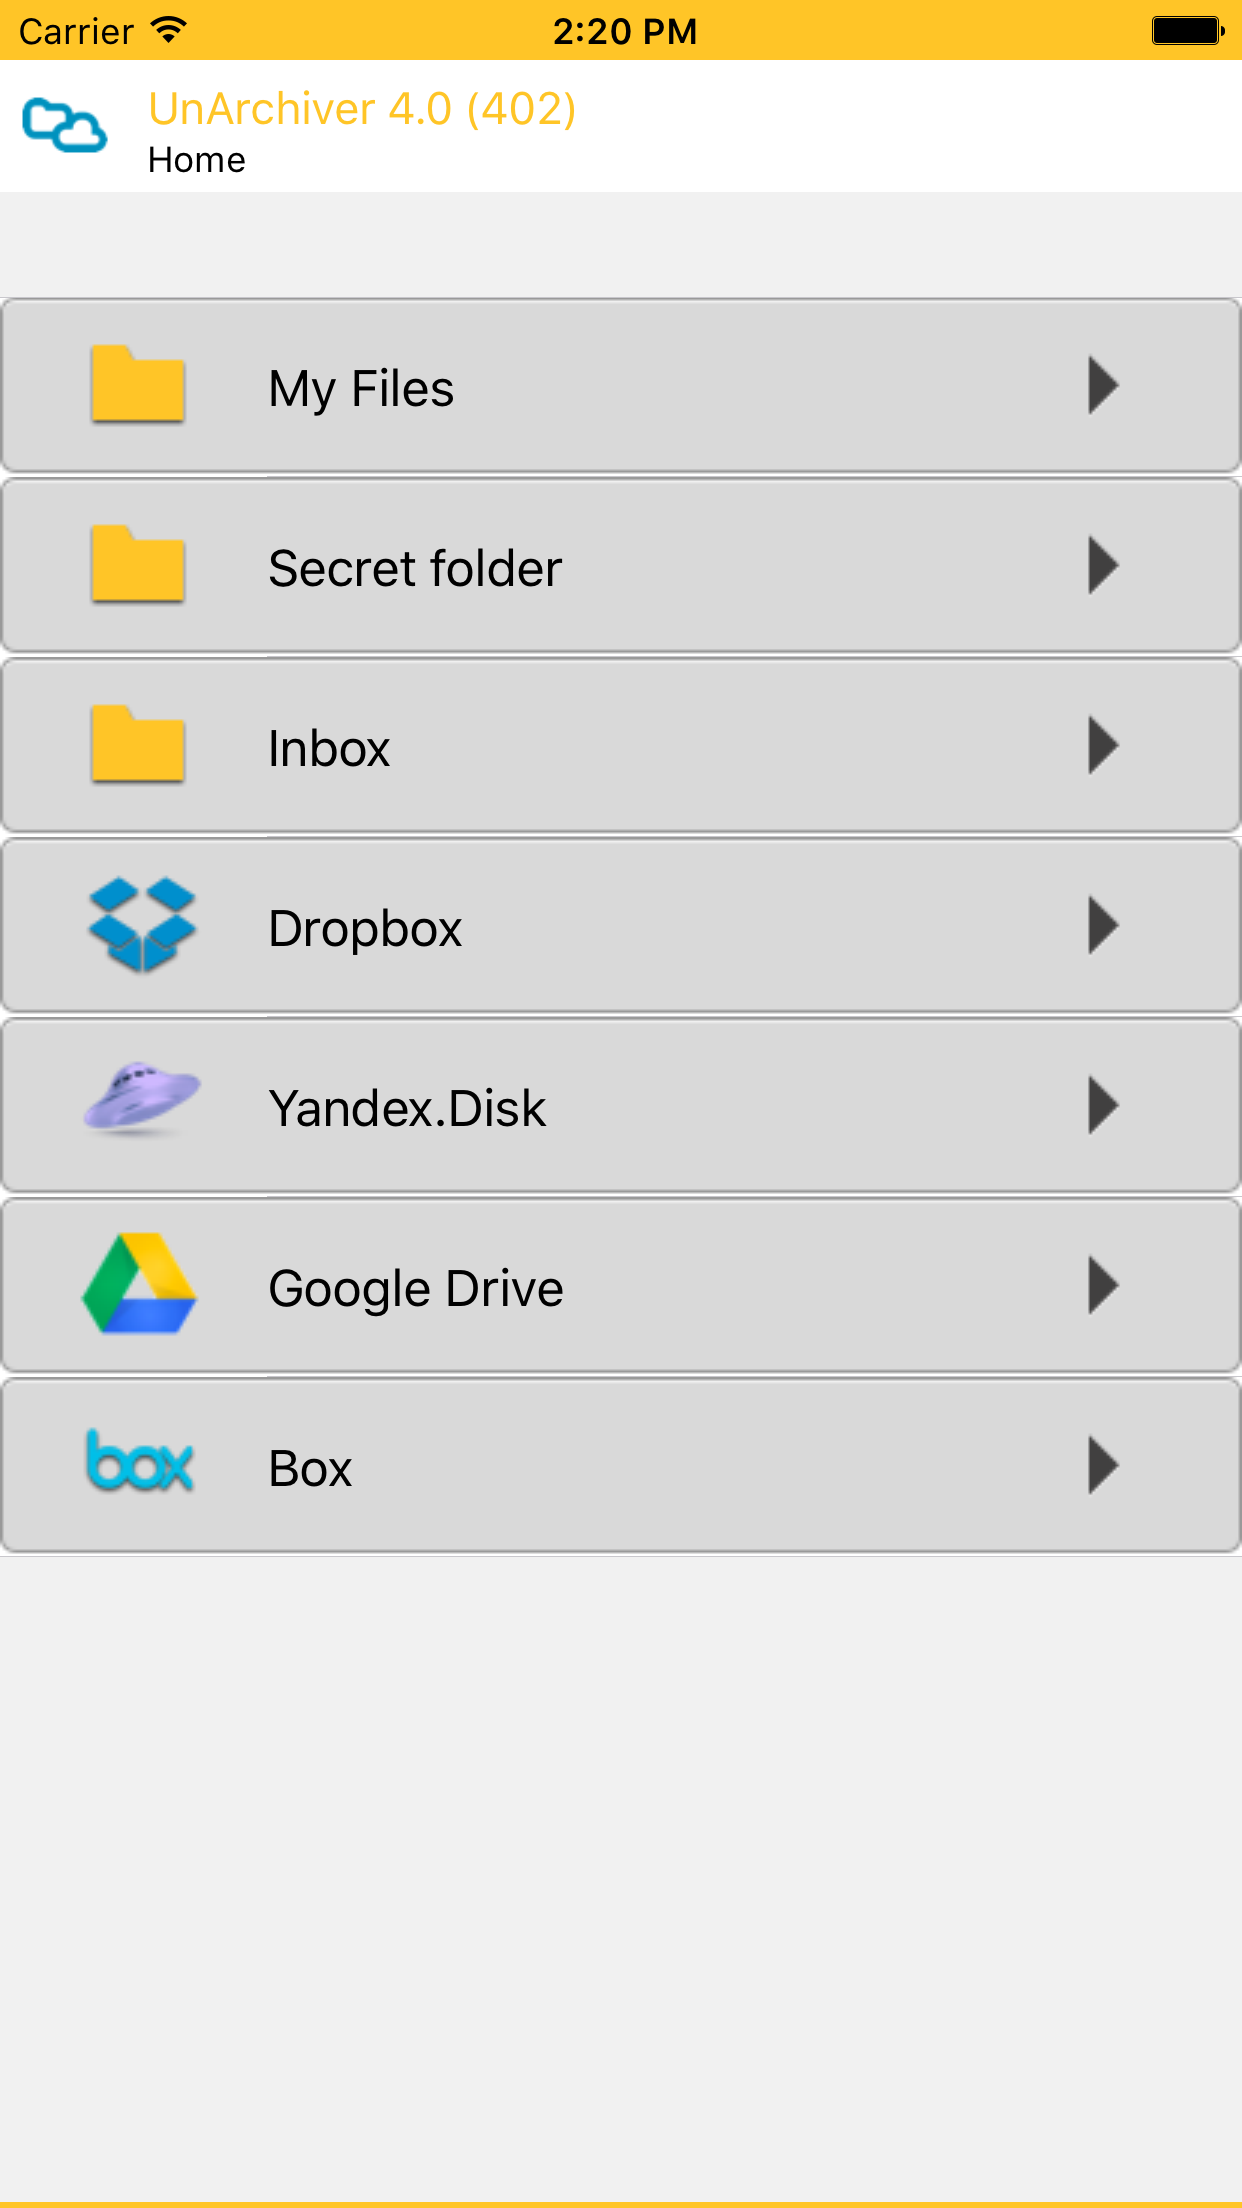 Carrier 2:20 PM
UnArchiver 4.0 (402)
Home
My Files
Secret folder
Inbox
Dropbox
Yandex.Disk
Google Drive
box Box